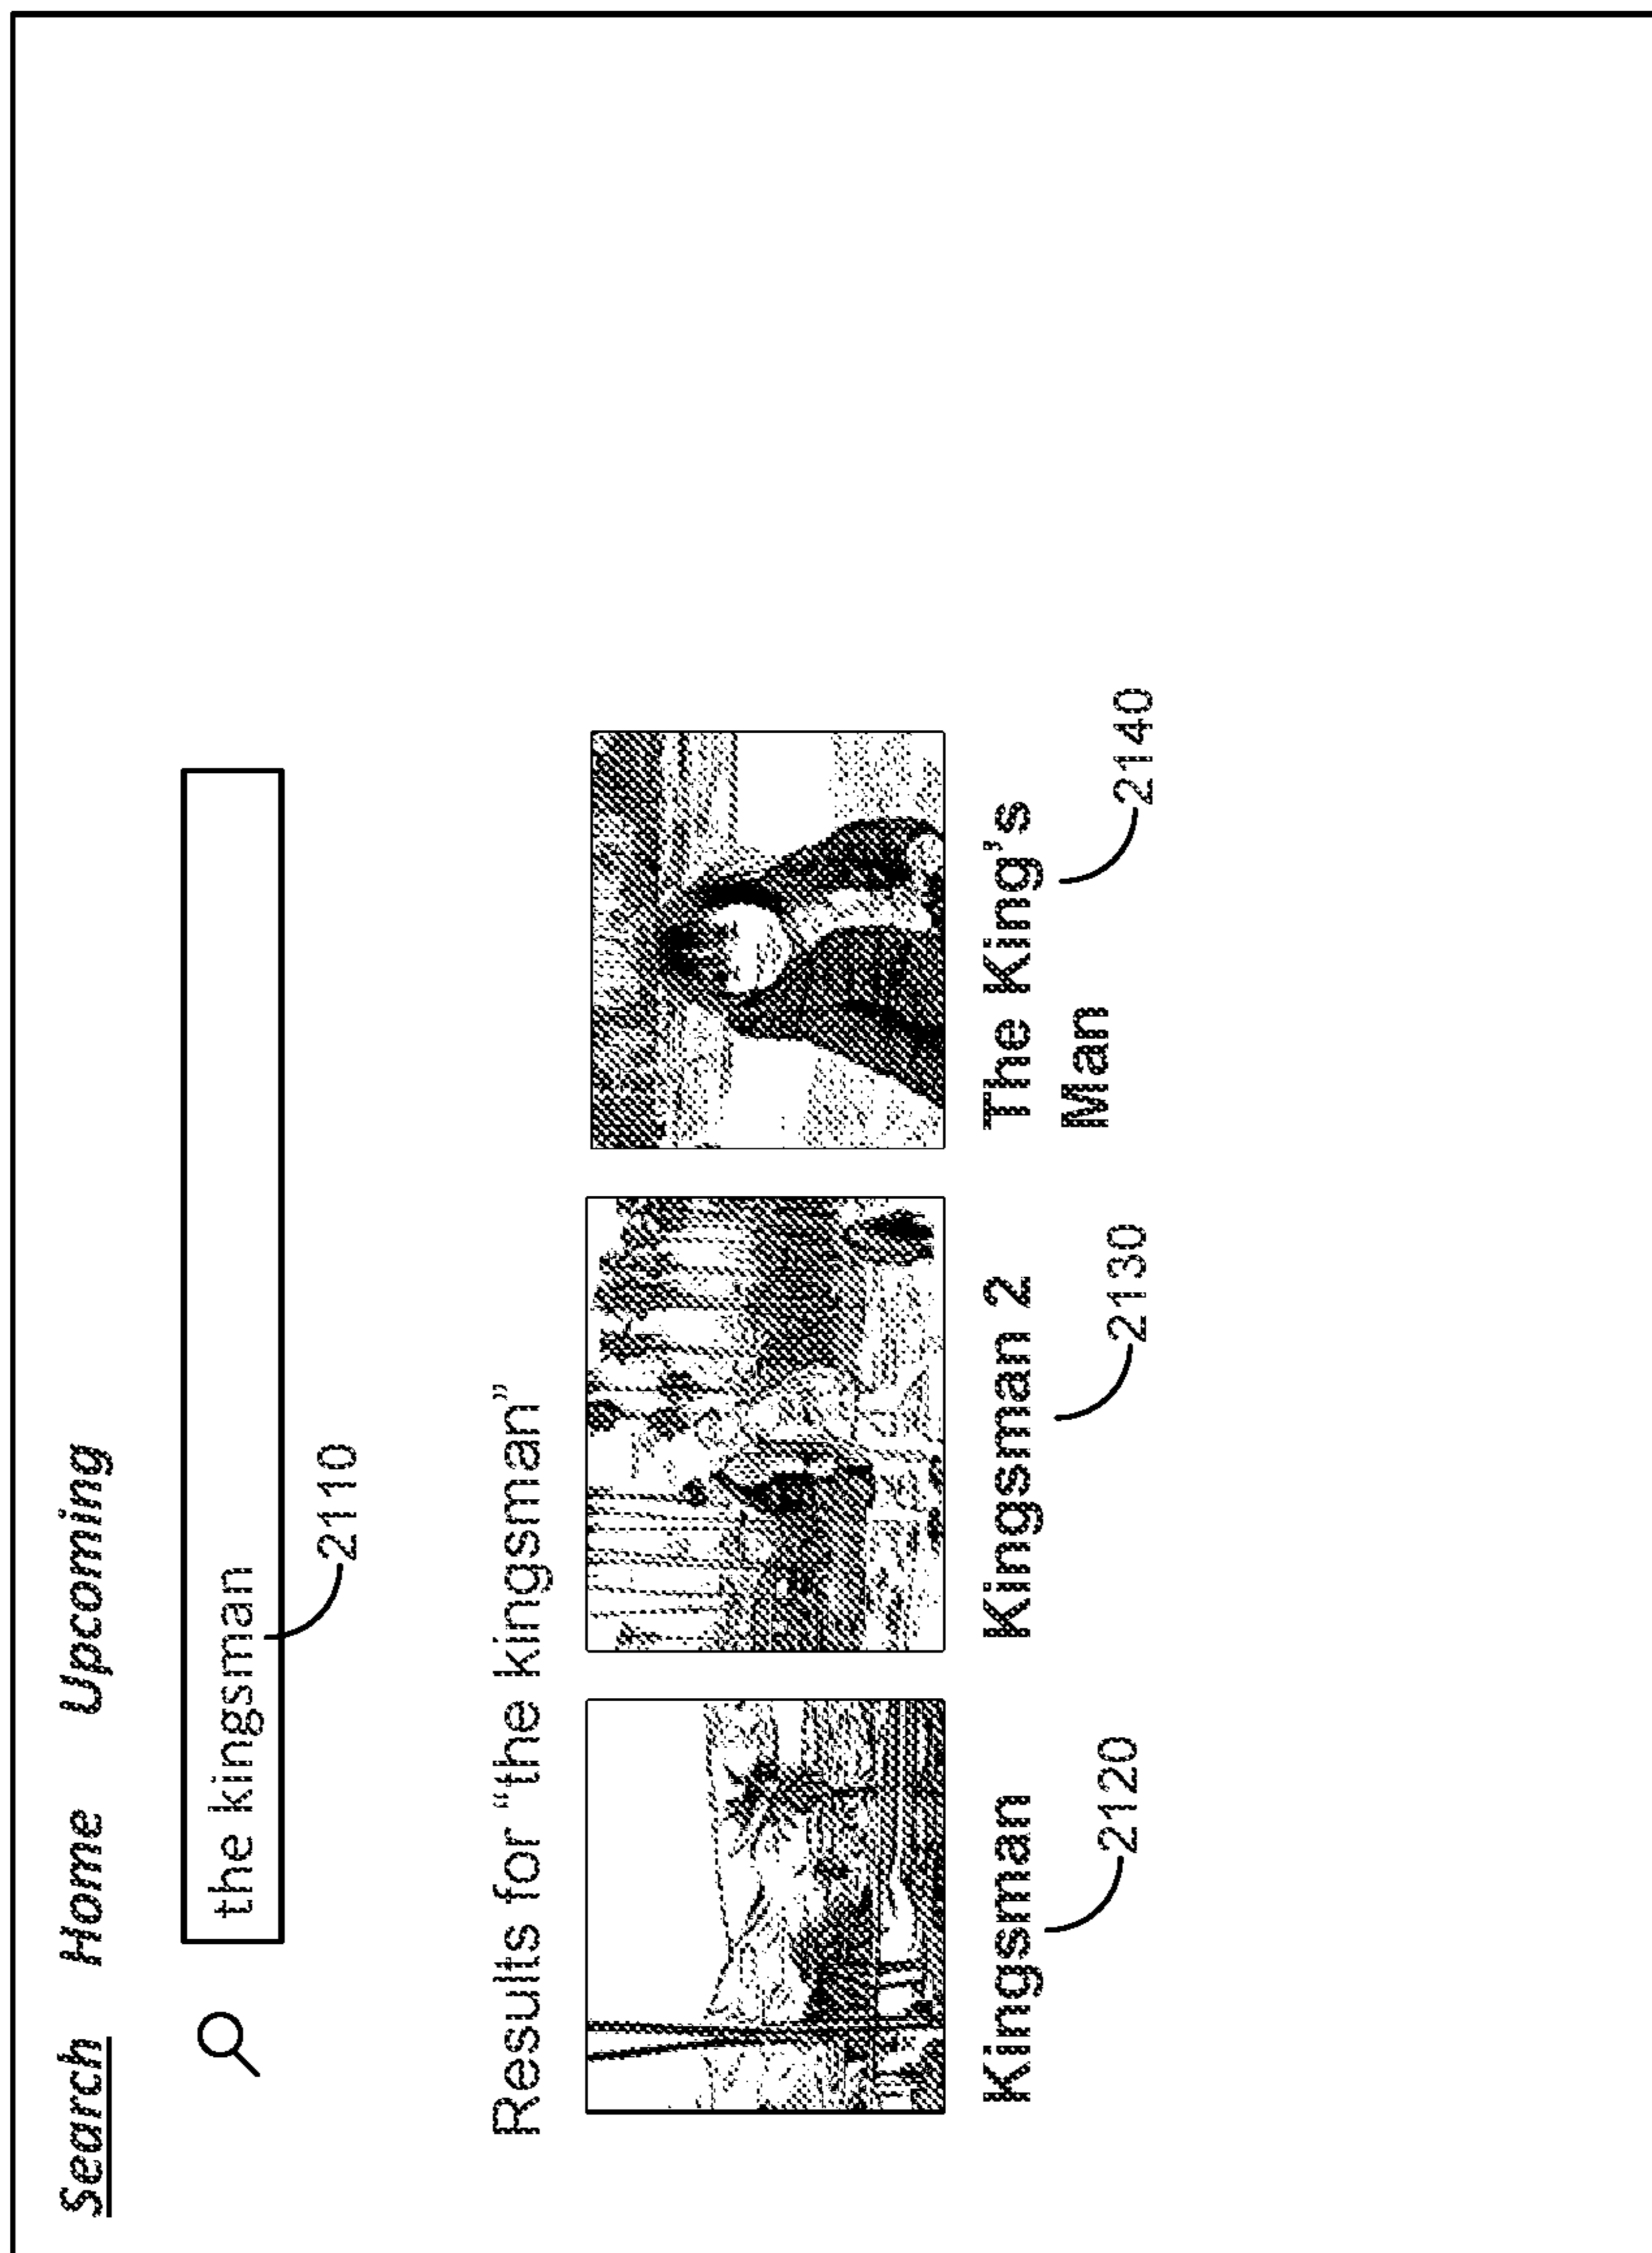 Search Home Upcoming
the kingsman
2110
Results for “the kingsman”
Kingsman
2120
Kingsman 2
2130
The King’s
Man
2140